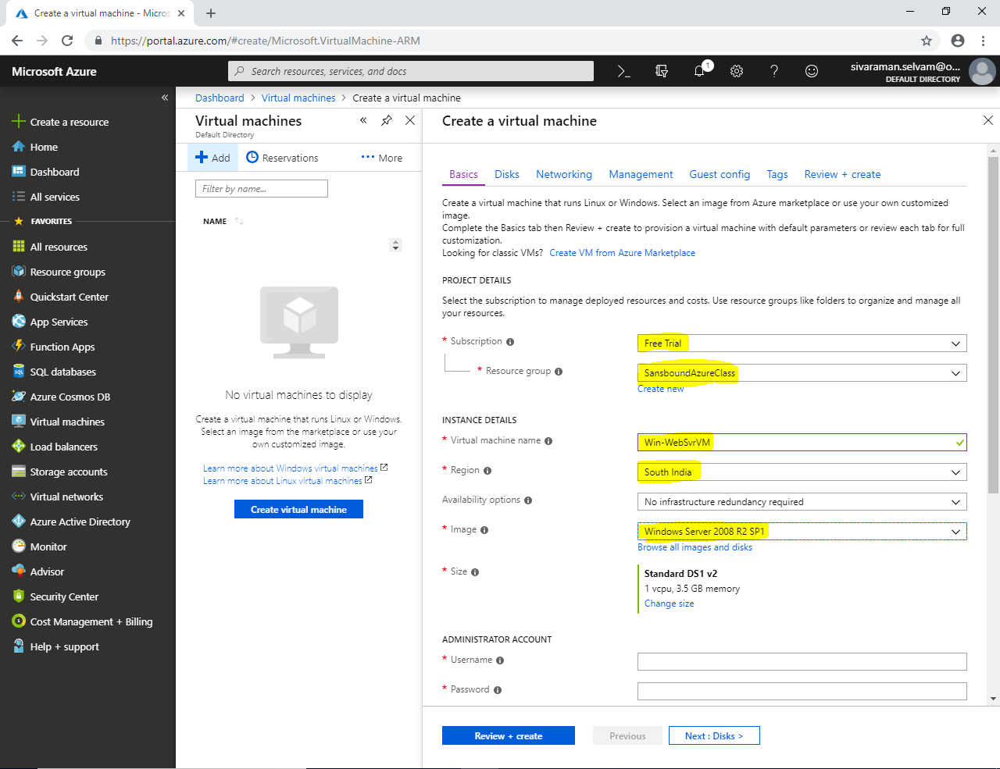 Create a virtual machine - Micros
https://portal.azure.com/#create/Microsoft.VirtualMachine-ARM
Microsoft Azure
Search resources, services, and docs
1
sivaraman.selvam@o...
DEFAULT DIRECTORY
Create a resource
Home
Dashboard
All services
FAVORITES
All resources
Resource groups
Quickstart Center
App Services
Function Apps
SQL databases
Azure Cosmos DB
Virtual machines
Load balancers
Storage accounts
Virtual networks
Azure Active Directory
Monitor
Advisor
Security Center
Cost Management + Billing
Help + support
Dashboard > Virtual machines > Create a virtual machine
Virtual machines
Default Directory
Add
Reservations
More
Filter by name...
NAME
No virtual machines to display
Create a virtual machine that runs Linux or Windows.
Select an image from the marketplace or use your
own customized image.
Learn more about Windows virtual machines
Learn more about Linux virtual machines
Create virtual machine
Create a virtual machine
Basics Disks Networking Management Guest config Tags Review + create
Create a virtual machine that runs Linux or Windows. Select an image from Azure marketplace or use your own customized
image.
Complete the Basics tab then Review + create to provision a virtual machine with default parameters or review each tab for full
customization.
Looking for classic VMs? Create VM from Azure Marketplace
PROJECT DETAILS
Select the subscription to manage deployed resources and costs. Use resource groups like folders to organize and manage all
your resources.
* Subscription
Free Trial
* Resource group
SansboundAzureClass
Create new
INSTANCE DETAILS
* Virtual machine name
Win-WebSvrVM
* Region
South India
Availability options
No infrastructure redundancy required
* Image
Windows Server 2008 R2 SP1
Browse all images and disks
* Size
Standard DS1 v2
1 vcpu, 3.5 GB memory
Change size
ADMINISTRATOR ACCOUNT
* Username
* Password
Review + create
Previous
Next : Disks >